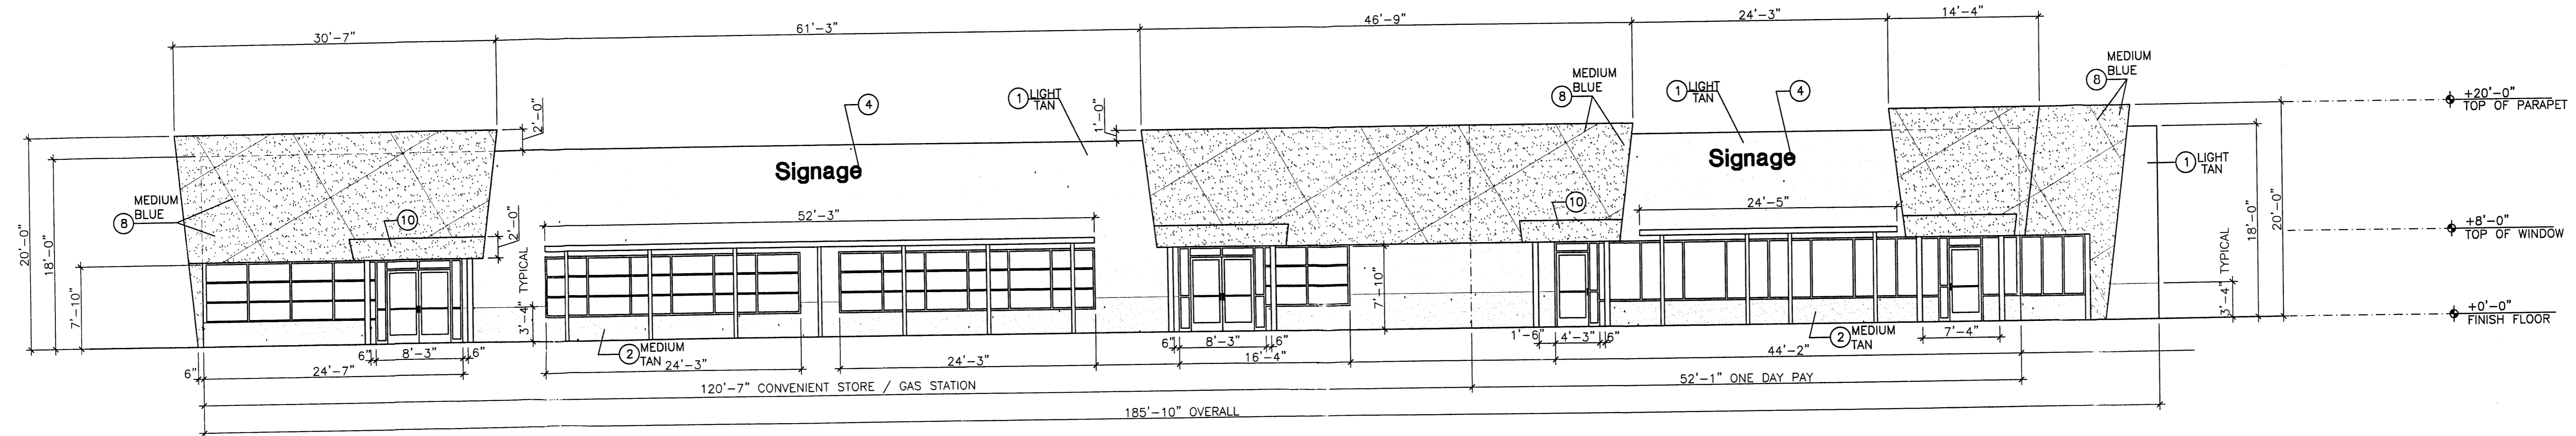 30'-7"
61'-3"
46'-9"
24'-3"
14'-4"
MEDIUM
BLUE
8
1 LIGHT
TAN
4
1 LIGHT
TAN
4
MEDIUM
BLUE
8
+20'-0"
TOP OF PARAPET
2'-0"
1'-0"
Signage
Signage
1 LIGHT
TAN
20'-0"
18'-0"
7'-10"
MEDIUM
BLUE
8
10
2'-0"
52'-3"
10
24'-5"
18'-0"
20'-0"
+8'-0"
TOP OF WINDOW
3'-4" TYPICAL
7'-10"
3'-4" TYPICAL
+0'-0"
FINISH FLOOR
2 MEDIUM
TAN
2 MEDIUM
TAN
6"
8'-3"
6"
6"
8'-3"
6"
1'-6"
4'-3"
6"
7'-4"
6"
24'-7"
24'-3"
24'-3"
16'-4"
44'-2"
120'-7" CONVENIENT STORE / GAS STATION
52'-1" ONE DAY PAY
185'-10" OVERALL